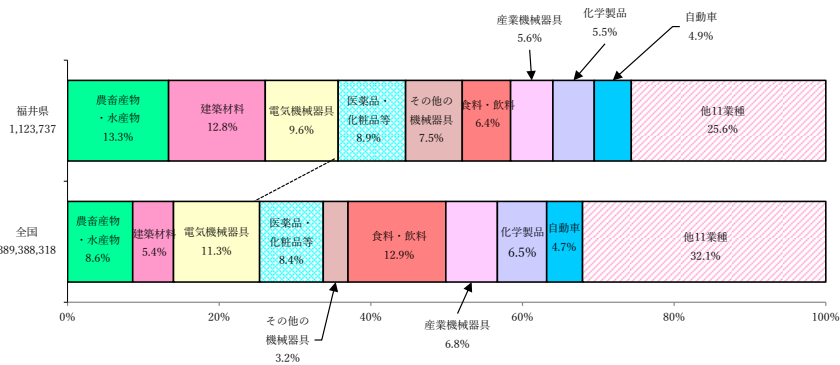 産業機械器具
5.6%
化学製品
5.5%
自動車
4.9%
福井県
1,123,737
農畜産物
・水産物
13.3%
建築材料
12.8%
電気機械器具
9.6%
医薬品・
化粧品等
8.9%
その他の
機械器具
7.5%
食料・飲料
6.4%
他11業種
25.6%
全国
389,388,318
農畜産物
・水産物
8.6%
建築材料
5.4%
電気機械器具
11.3%
医薬品・
化粧品等
8.4%
食料・飲料
12.9%
化学製品
6.5%
自動車
4.7%
他11業種
32.1%
0%
20%
40%
60%
80%
100%
その他の
機械器具
3.2%
産業機械器具
6.8%